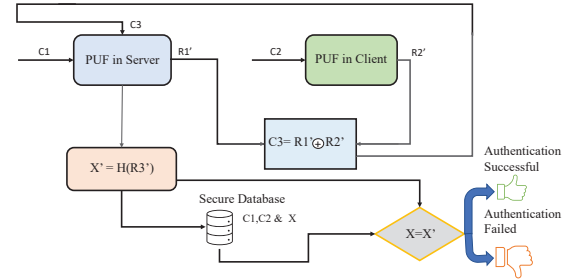 C3
C1
PUF in Server
R1'
C2
PUF in Client
R2'
C3= R1'⊕R2'
X' = H(R3')
Secure Database
C1,C2 & X
X=X'
Authentication
Successful
Authentication
Failed